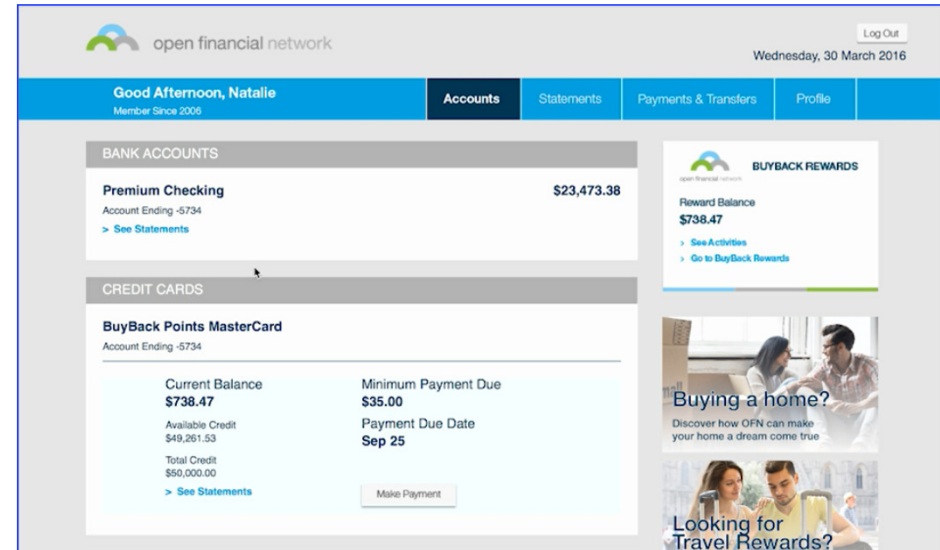 open financial network
Log Out
Wednesday, 30 March 2016
Good Afternoon, Natalie
Member Since 2006
Accounts
Statements
Payments & Transfers
Profile
BANK ACCOUNTS
Premium Checking
$23,473.38
Account Ending -5734
> See Statements
CREDIT CARDS
BuyBack Points MasterCard
Account Ending -5734
Current Balance
$738.47
Available Credit
$49,261.53
Total Credit
$50,000.00
> See Statements
Minimum Payment Due
$35.00
Payment Due Date
Sep 25
Make Payment
open financial network
BUYBACK REWARDS
Reward Balance
$738.47
> See Activities
> Go to BuyBack Rewards
Buying a home?
Discover how OFN can make
your home a dream come true
Looking for
Travel Rewards?